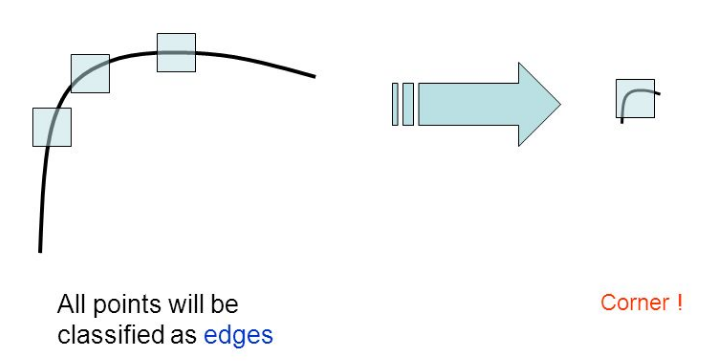 All points will be
classified as edges
Corner !